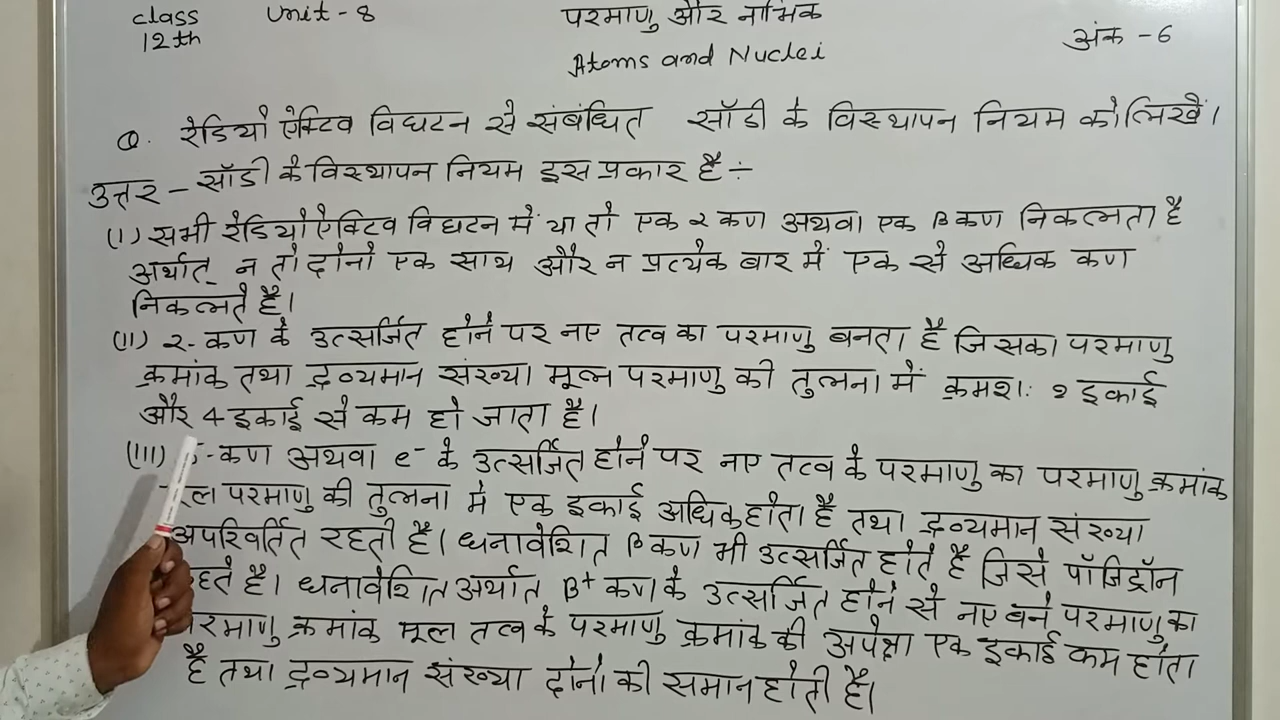 class Unit - 8 परमाणु और नाभिक
12th Atoms and Nuclei अंक - 6
Q. रेडियो ऐक्टिव विघटन से संबंधित सॉडी के विस्थापन नियम को लिखें।
उत्तर - सॉडी के विस्थापन नियम इस प्रकार है ÷
(I) सभी रेडियोऐक्टिव विघटन में या तो एक α कण अथवा एक β कण निकलता है
अर्थात् न तो दोनो एक साथ और न प्रत्येक बार में एक से अधिक कण
निकलते है।
(II) α- कण के उत्सर्जित होने पर नए तत्व का परमाणु बनता है जिसका परमाणु
क्रमांक तथा द्रव्यमान संख्या मूल परमाणु की तुलना में क्रमशः २ इकाई
और 4 इकाई से कम हो जाता है।
(III) -कण अथवा e⁻ के उत्सर्जित होने पर नए तत्व के परमाणु का परमाणु क्रमांक
परमाणु की तुलना में एक इकाई अधिक होता है तथा द्रव्यमान संख्या
अपरिवर्तित रहती है। धनावेशित β कण भी उत्सर्जित होते है जिसे पॉजिट्रॉन
है। धनावेशित अर्थात β⁺ कण के उत्सर्जित होने से नए बने परमाणु का
परमाणु क्रमांक मूल तत्व के परमाणु क्रमांक की अपेक्षा एक इकाई कम होता
है तथा द्रव्यमान संख्या दोनो की समान होती है।